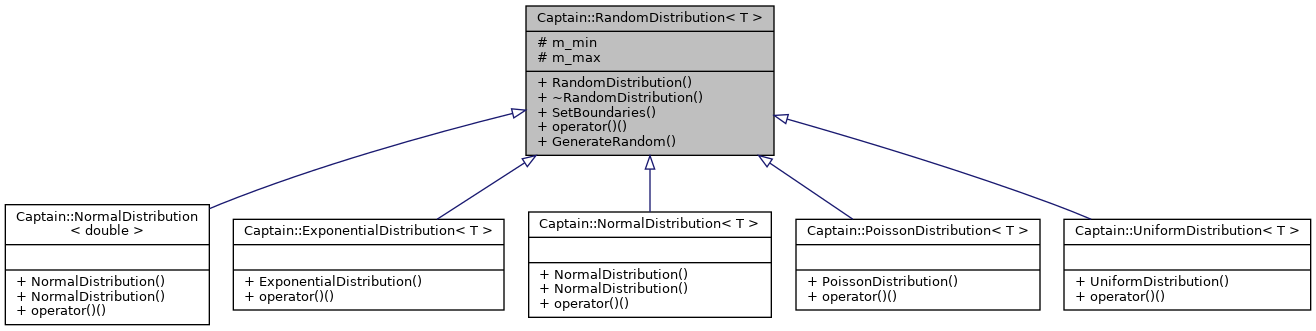 Captain::RandomDistribution< T >
# m_min
# m_max
+ RandomDistribution()
+ ~RandomDistribution()
+ SetBoundaries()
+ operator()()
+ GenerateRandom()
Captain::NormalDistribution
< double >
+ NormalDistribution()
+ NormalDistribution()
+ operator()()
Captain::ExponentialDistribution< T >
+ ExponentialDistribution()
+ operator()()
Captain::NormalDistribution< T >
+ NormalDistribution()
+ NormalDistribution()
+ operator()()
Captain::PoissonDistribution< T >
+ PoissonDistribution()
+ operator()()
Captain::UniformDistribution< T >
+ UniformDistribution()
+ operator()()